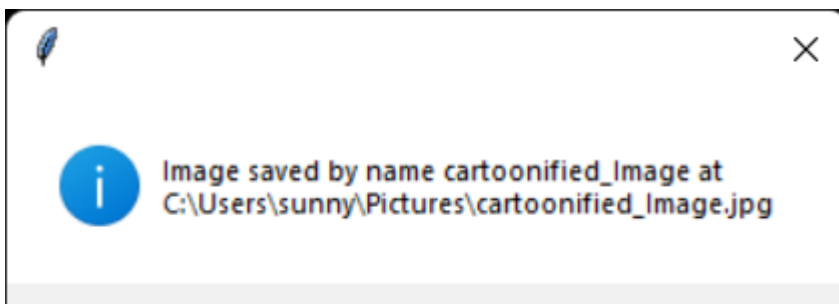 Image saved by name cartoonified_Image at
C:\Users\sunny\Pictures\cartoonified_Image.jpg